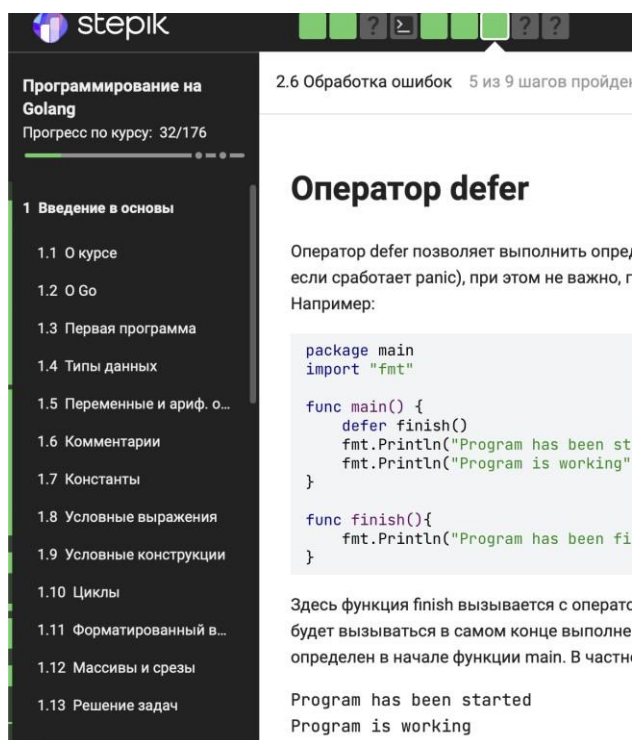 stepik
? ? ?
Программирование на
Golang
Прогресс по курсу: 32/176
1 Введение в основы
1.1 О курсе
1.2 О Go
1.3 Первая программа
1.4 Типы данных
1.5 Переменные и ариф. о...
1.6 Комментарии
1.7 Константы
1.8 Условные выражения
1.9 Условные конструкции
1.10 Циклы
1.11 Форматированный в...
1.12 Массивы и срезы
1.13 Решение задач
2.6 Обработка ошибок 5 из 9 шагов пройден
Оператор defer
Оператор defer позволяет выполнить
если сработает panic), при этом не важно,
Например:
package main
import "fmt"
func main() {
defer finish()
fmt.Println("Program has been st
fmt.Println("Program is working"
}
func finish(){
fmt.Println("Program has been fi
}
Здесь функция finish вызывается с
будет вызываться в самом конце
определен в начале функции main. В
Program has been started
Program is working